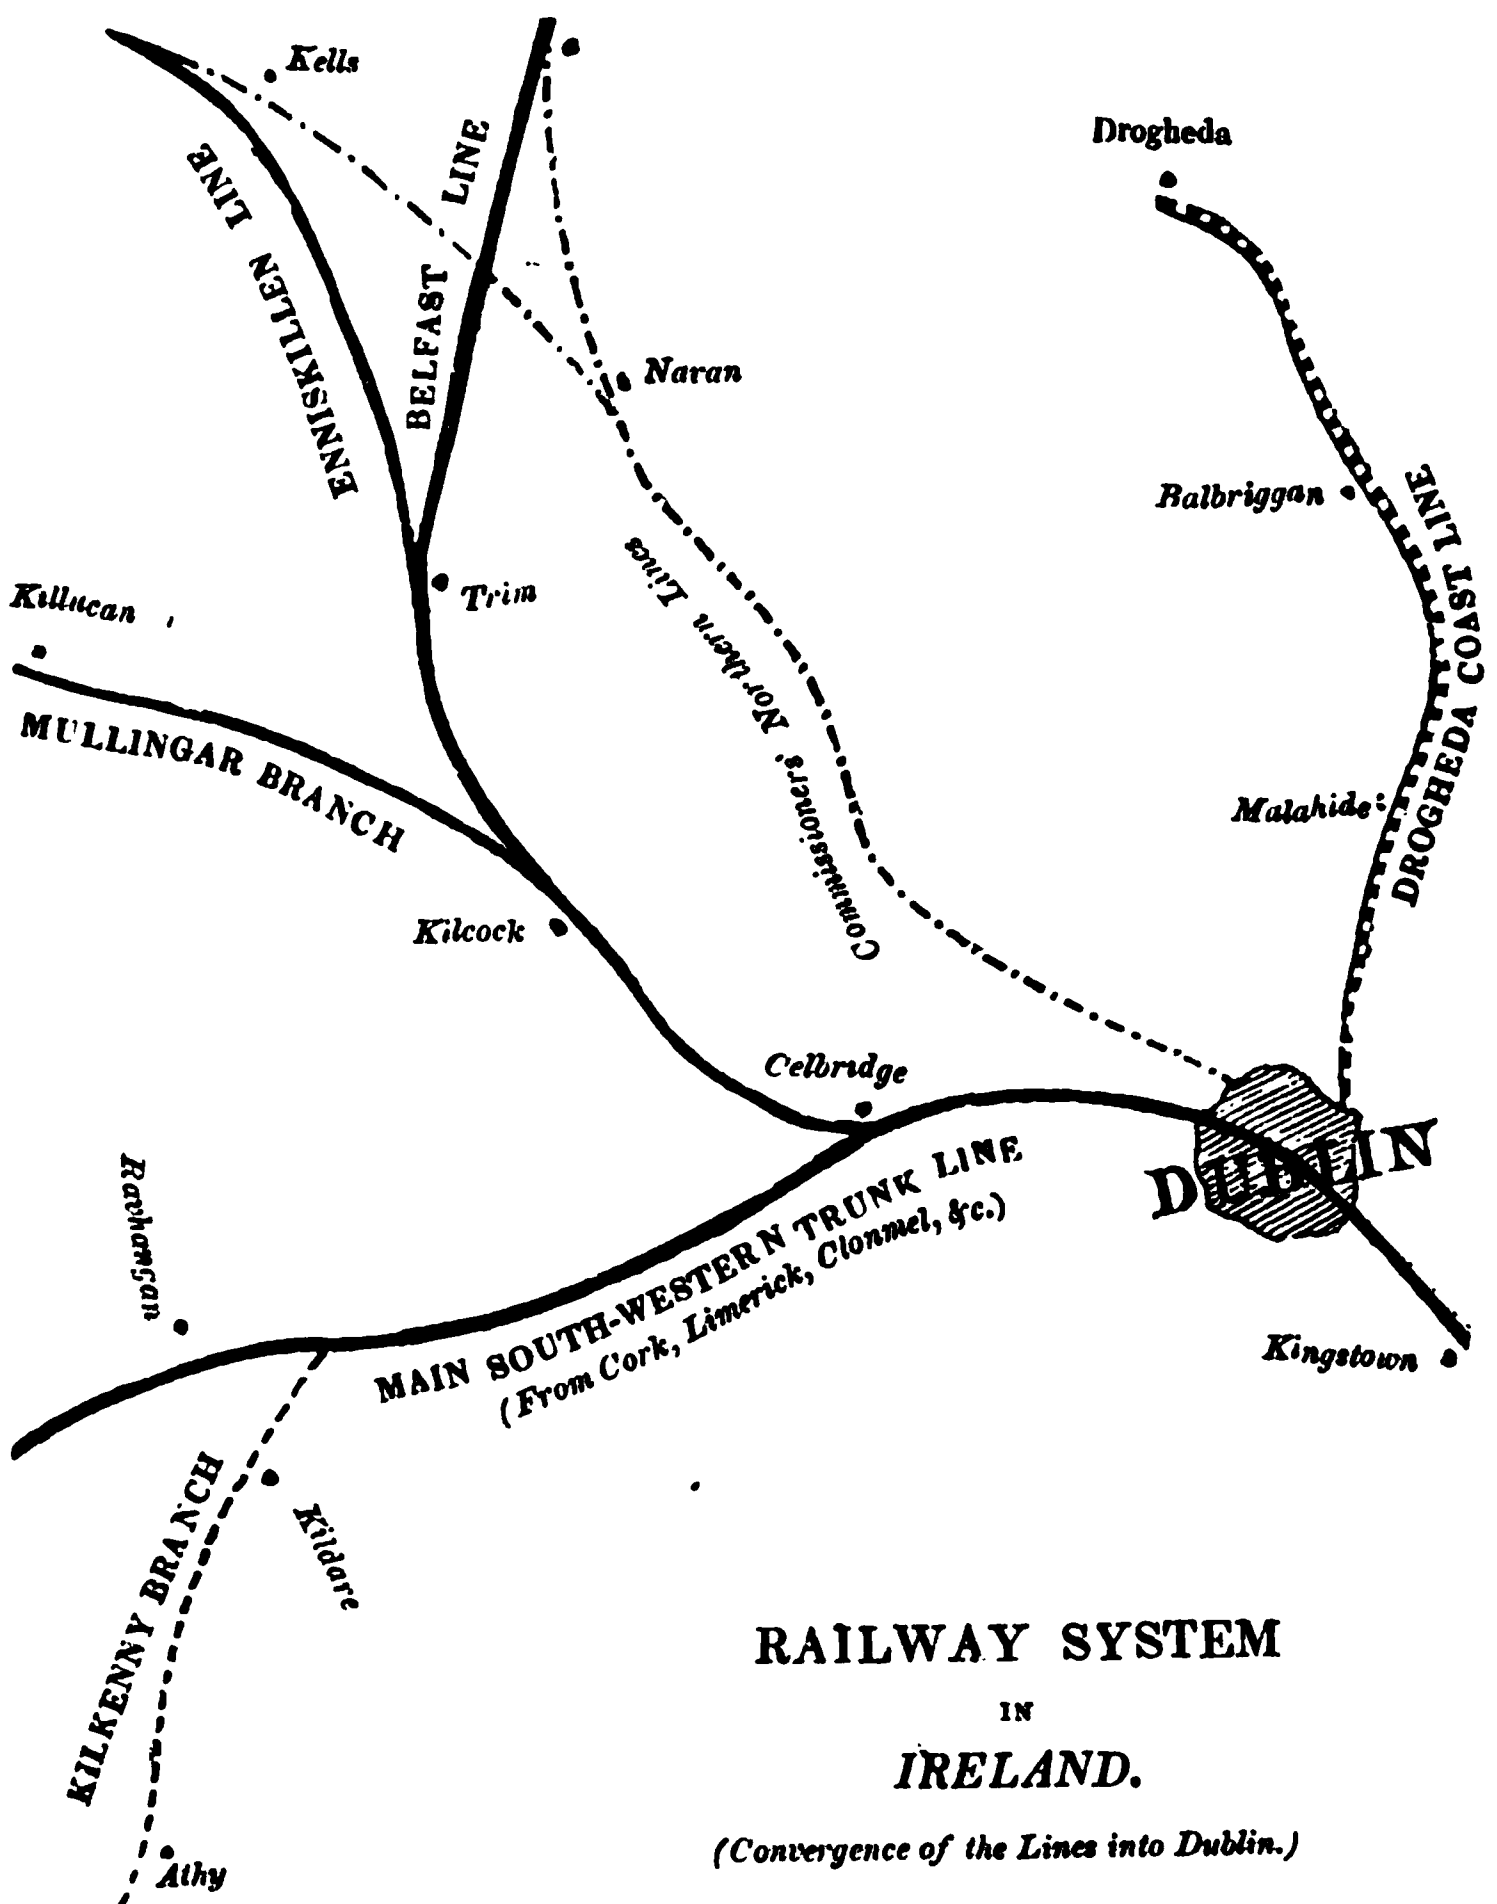 Kells
Drogheda
ENNISKILLEN LINE
BELFAST LINE
Navan
Balbriggan
DROGHEDA COAST LINE
Commissioners' Northern Lines
Trim
Killucan
MULLINGAR BRANCH
Malahide
Kilcock
Celbridge
DUBLIN
MAIN SOUTH-WESTERN TRUNK LINE
(From Cork, Limerick, Clonmel, &c.)
Kingstown
KILKENNY BRANCH
Kildare
Athy
RAILWAY SYSTEM
IN
IRELAND.
(Convergence of the Lines into Dublin.)